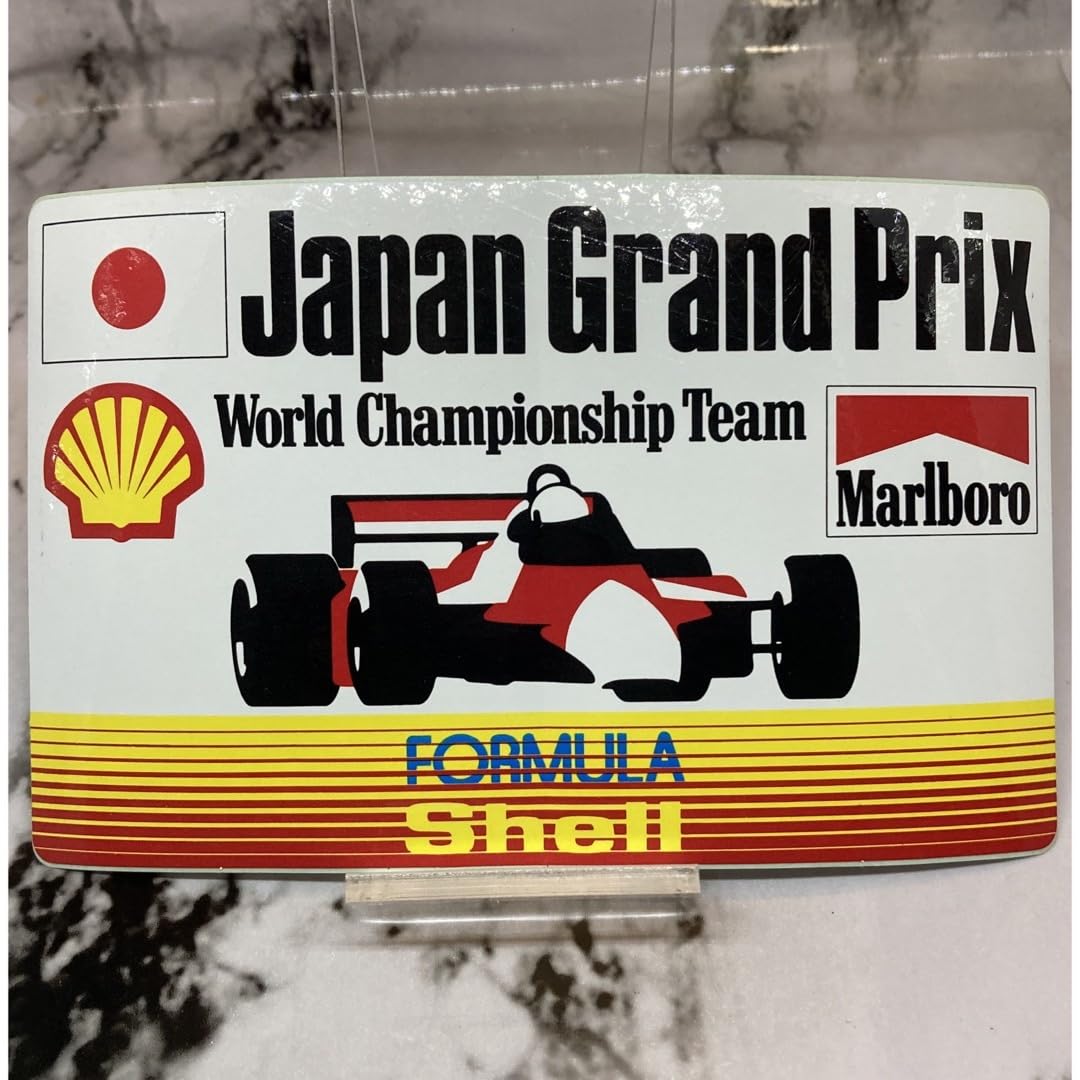 Japan Grand Prix
World Championship Team
Marlboro
FORMULA
Shell